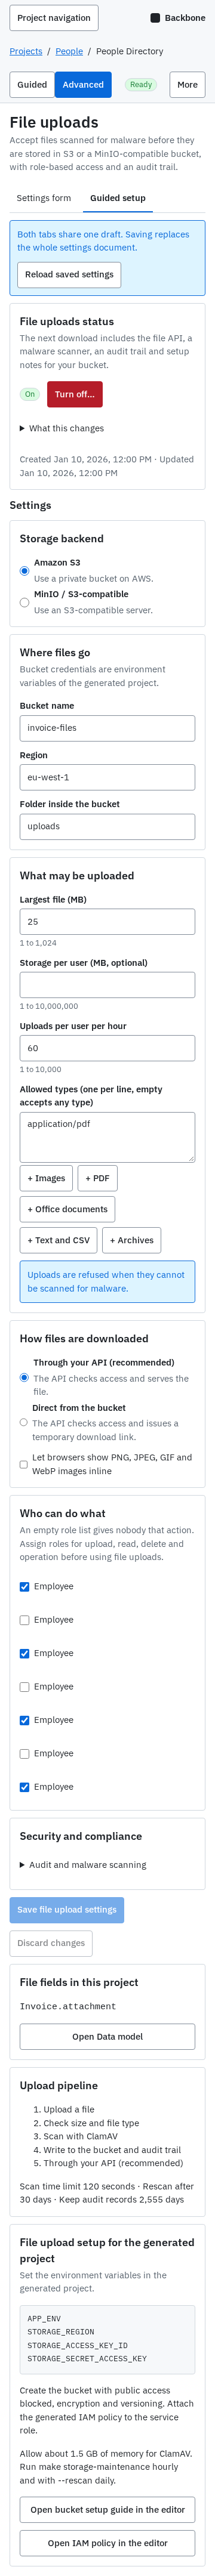 Project navigation
Backbone
Projects / People / People Directory
Guided
Advanced
Ready
More
File uploads
Accept files scanned for malware before they
are stored in S3 or a MinIO-compatible bucket,
with role-based access and an audit trail.
Settings form
Guided setup
Both tabs share one draft. Saving replaces
the whole settings document.
Reload saved settings
File uploads status
The next download includes the file API, a
malware scanner, an audit trail and setup
notes for your bucket.
On
Turn off...
What this changes
Created Jan 10, 2026, 12:00 PM · Updated
Jan 10, 2026, 12:00 PM
Settings
Storage backend
Amazon S3
Use a private bucket on AWS.
MinIO / S3-compatible
Use an S3-compatible server.
Where files go
Bucket credentials are environment
variables of the generated project.
Bucket name
invoice-files
Region
eu-west-1
Folder inside the bucket
uploads
What may be uploaded
Largest file (MB)
25
1 to 1,024
Storage per user (MB, optional)
1 to 10,000,000
Uploads per user per hour
60
1 to 10,000
Allowed types (one per line, empty
accepts any type)
application/pdf
+ Images
+ PDF
+ Office documents
+ Text and CSV
+ Archives
Uploads are refused when they cannot
be scanned for malware.
How files are downloaded
Through your API (recommended)
The API checks access and serves the
file.
Direct from the bucket
The API checks access and issues a
temporary download link.
Let browsers show PNG, JPEG, GIF and
WebP images inline
Who can do what
An empty role list gives nobody that action.
Assign roles for upload, read, delete and
operation before using file uploads.
Employee
Employee
Employee
Employee
Employee
Employee
Employee
Security and compliance
Audit and malware scanning
Save file upload settings
Discard changes
File fields in this project
Invoice.attachment
Open Data model
Upload pipeline
1. Upload a file
2. Check size and file type
3. Scan with ClamAV
4. Write to the bucket and audit trail
5. Through your API (recommended)
Scan time limit 120 seconds · Rescan after
30 days · Keep audit records 2,555 days
File upload setup for the generated
project
Set the environment variables in the
generated project.
APP_ENV
STORAGE_REGION
STORAGE_ACCESS_KEY_ID
STORAGE_SECRET_ACCESS_KEY
Create the bucket with public access
blocked, encryption and versioning. Attach
the generated IAM policy to the service
role.
Allow about 1.5 GB of memory for ClamAV.
Run make storage-maintenance hourly
and with --rescan daily.
Open bucket setup guide in the editor
Open IAM policy in the editor